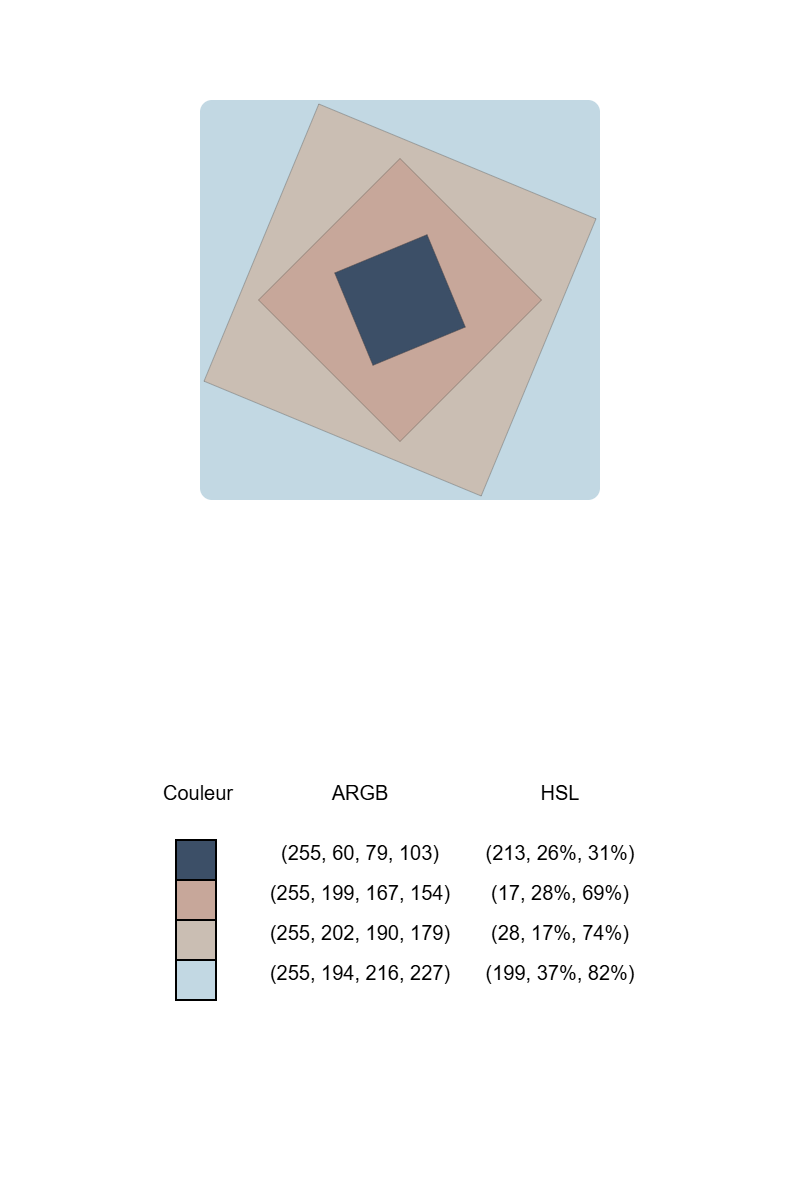 Couleur ARGB HSL
(255, 60, 79, 103) (213, 26%, 31%)
(255, 199, 167, 154) (17, 28%, 69%)
(255, 202, 190, 179) (28, 17%, 74%)
(255, 194, 216, 227) (199, 37%, 82%)